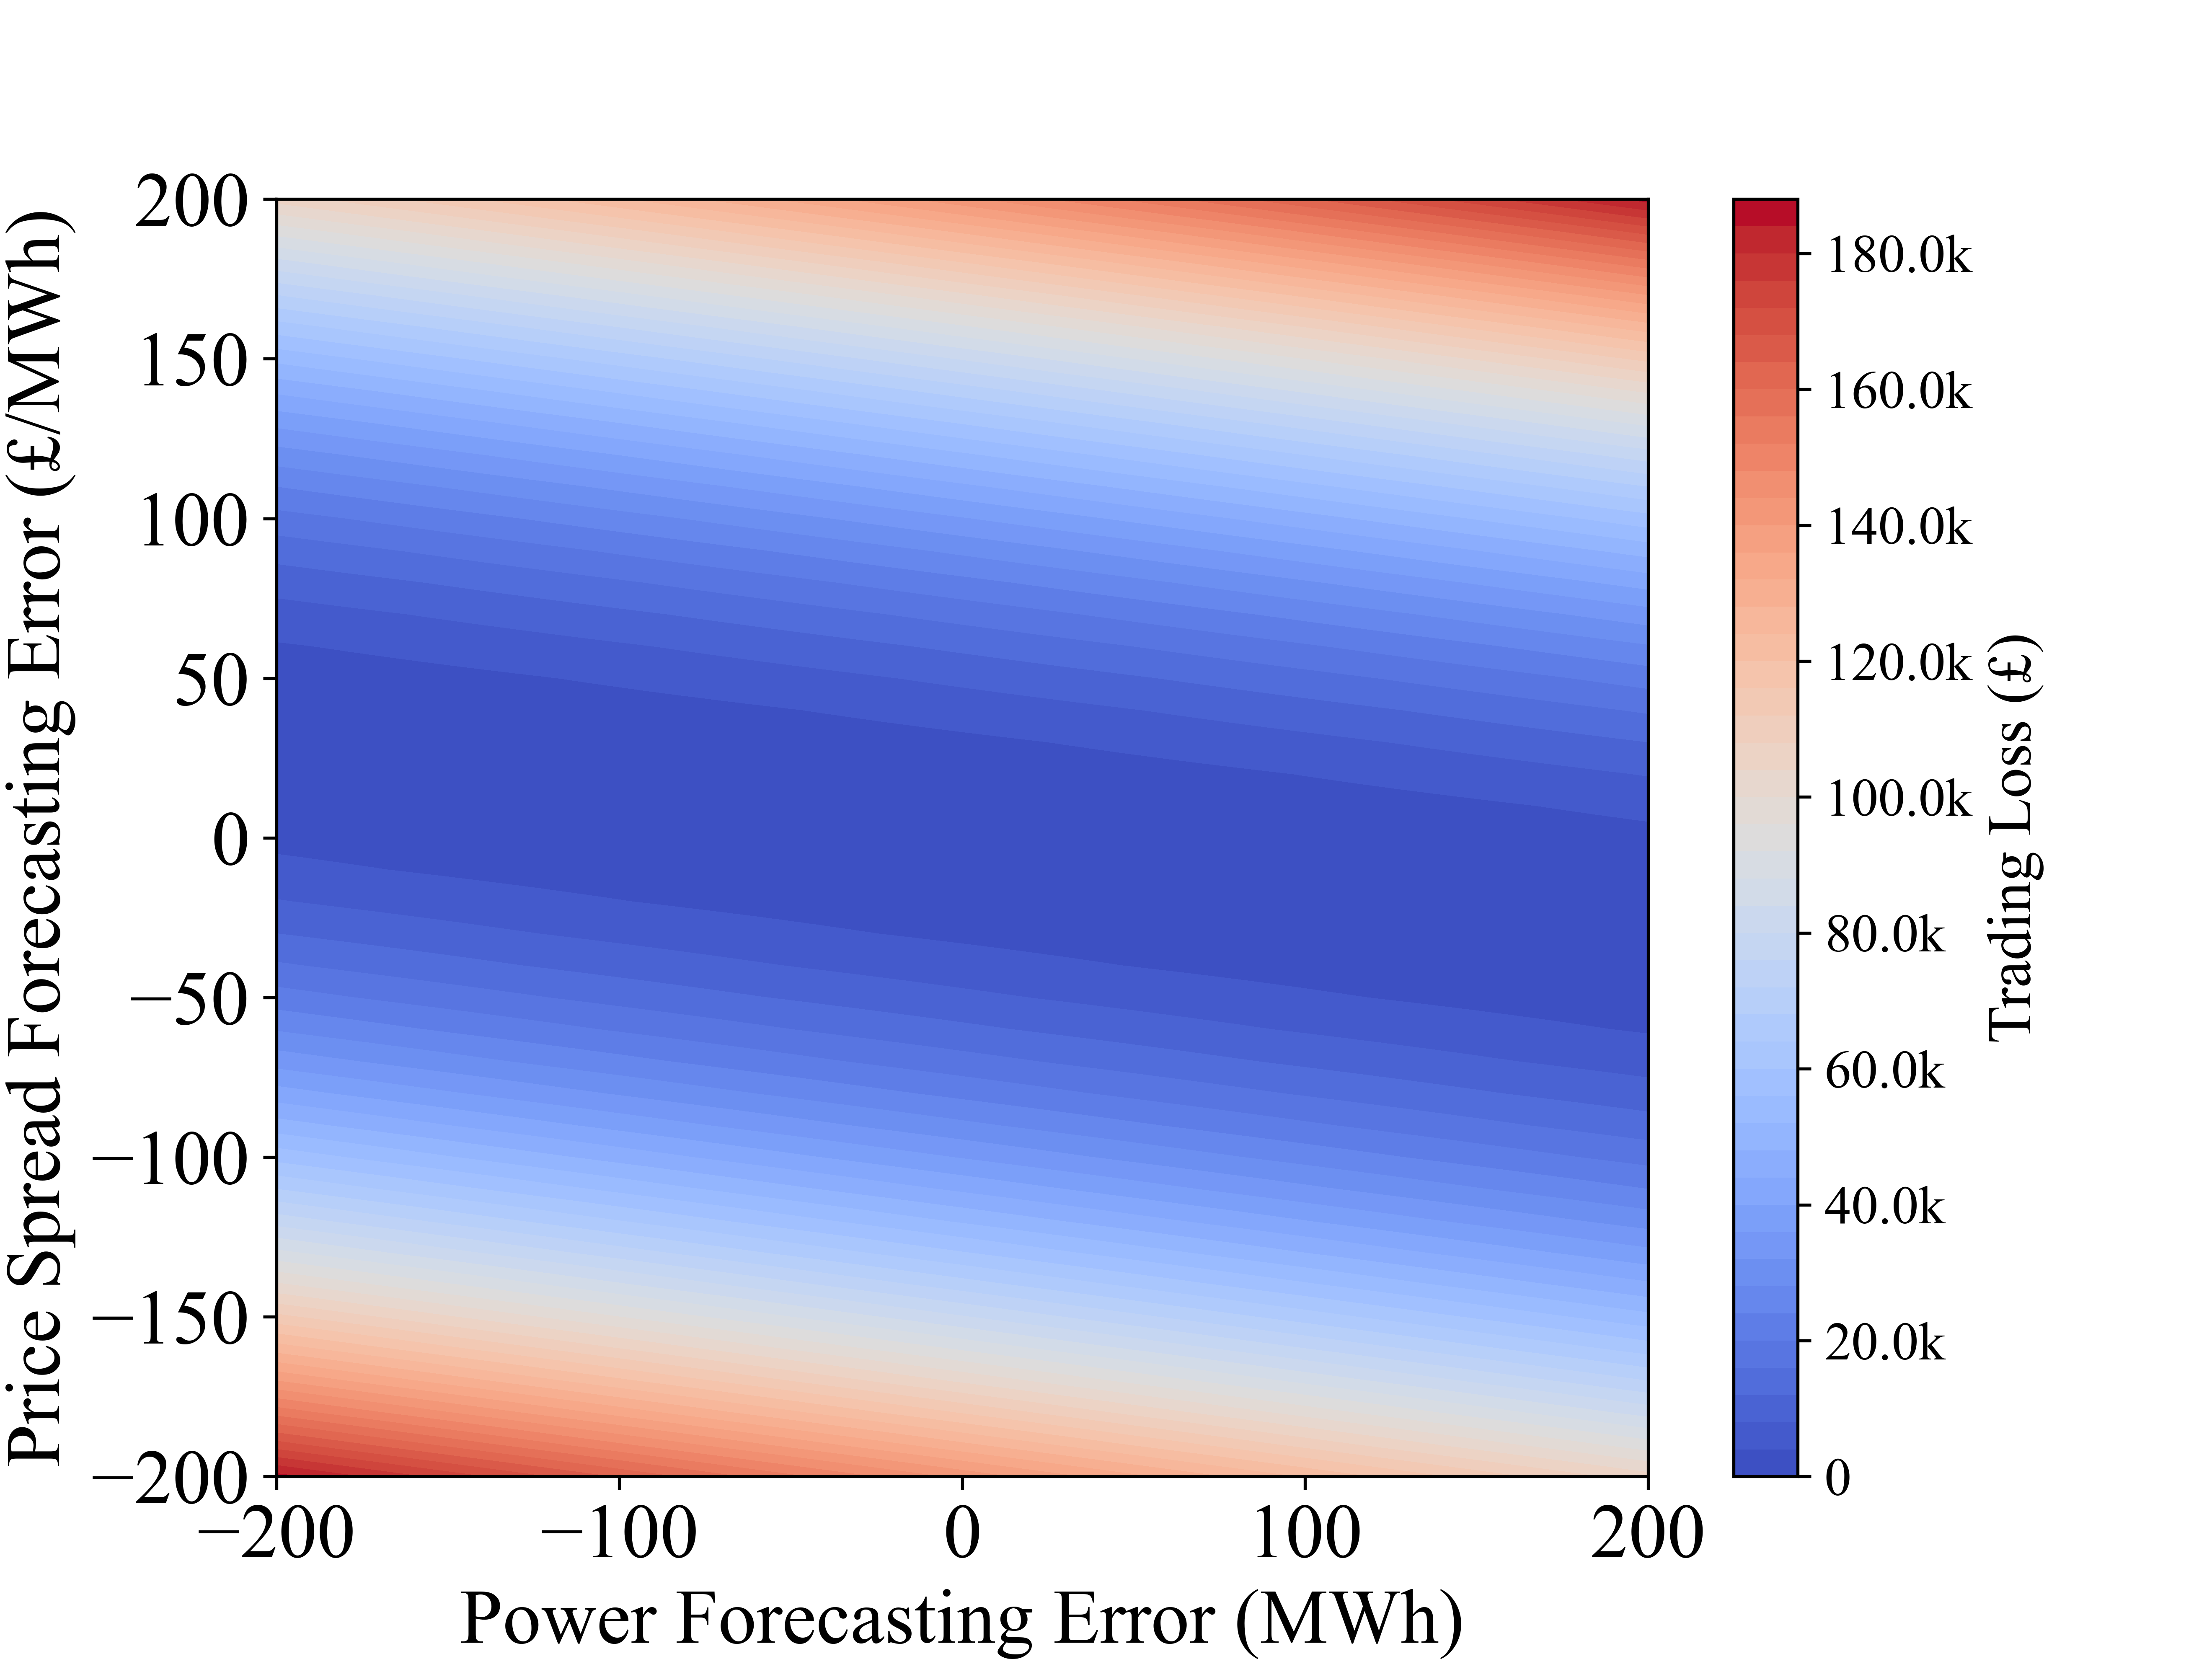 Price Spread Forecasting Error (£/MWh)
200
150
100
50
0
−50
−100
−150
−200
−200
−100
0
100
200
Power Forecasting Error (MWh)
180.0k
160.0k
140.0k
120.0k
100.0k
80.0k
60.0k
40.0k
20.0k
0
Trading Loss (£)